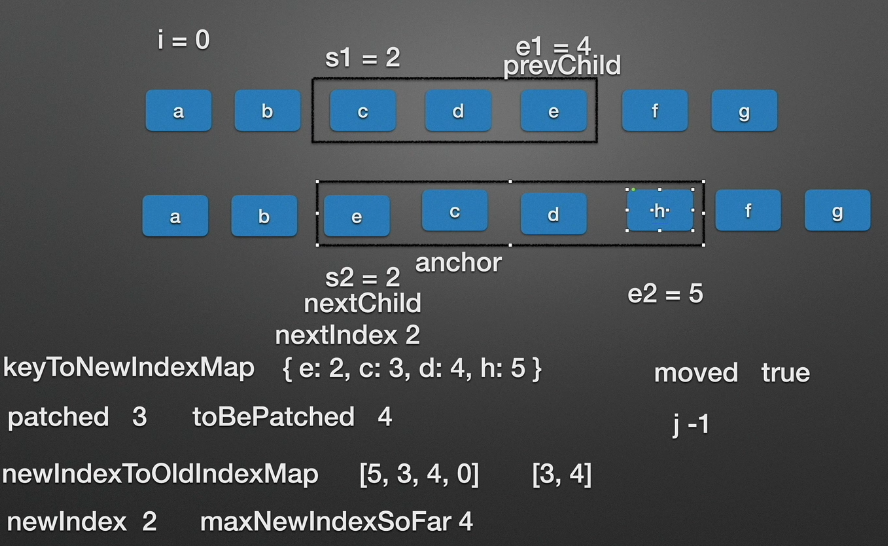 i = 0
s1 = 2
e1 = 4
prevChild
a b c d e f g
a b e c d h f g
anchor
s2 = 2
nextChild
e2 = 5
nextIndex 2
keyToNewIndexMap { e: 2, c: 3, d: 4, h: 5 }
moved true
patched 3 toBePatched 4
j -1
newIndexToOldIndexMap [5, 3, 4, 0] [3, 4]
newIndex 2 maxNewIndexSoFar 4